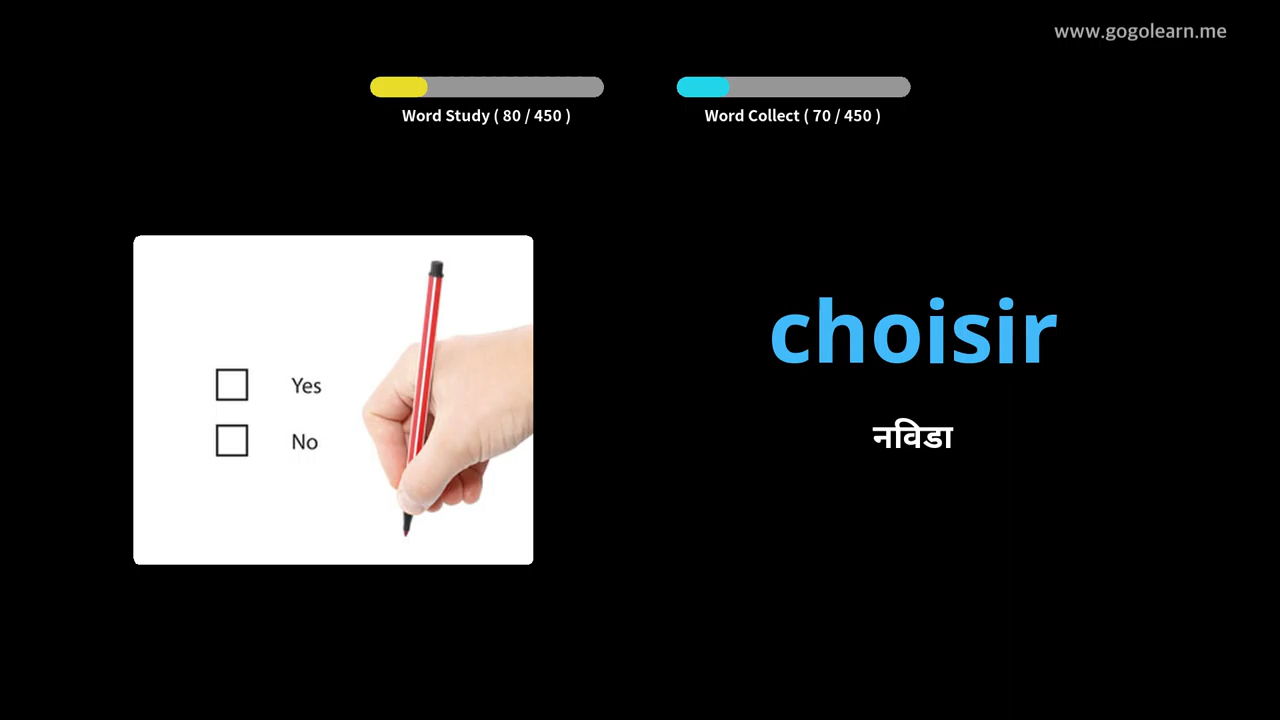 www.gogolearn.me
Word Study ( 80 / 450 )
Word Collect ( 70 / 450 )
Yes
No
choisir
नविडा